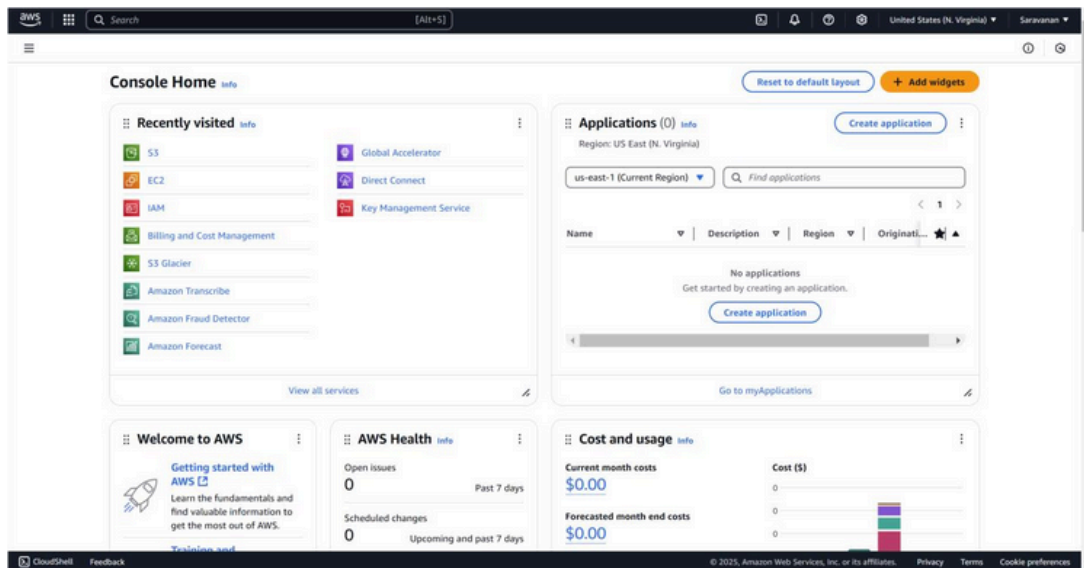 aws
Search [Alt+S] United States (N. Virginia) Saravanan
Console Home Info
Reset to default layout
+ Add widgets
Recently visited Info
S3
EC2
IAM
Billing and Cost Management
S3 Glacier
Amazon Transcribe
Amazon Fraud Detector
Amazon Forecast
Global Accelerator
Direct Connect
Key Management Service
View all services
Applications (0) Info
Create application
Region: US East (N. Virginia)
us-east-1 (Current Region)
Find applications
1
Name Description Region Originati...
No applications
Get started by creating an application.
Create application
Go to myApplications
Welcome to AWS
Getting started with
AWS
Learn the fundamentals and
find valuable information to
get the most out of AWS.
Training and
AWS Health Info
Open issues
0 Past 7 days
Scheduled changes
0 Upcoming and past 7 days
Cost and usage Info
Current month costs
$0.00
Forecasted month end costs
$0.00
Cost ($)
0
0
0
CloudShell Feedback © 2025, Amazon Web Services, Inc. or its affiliates. Privacy Terms Cookie preferences